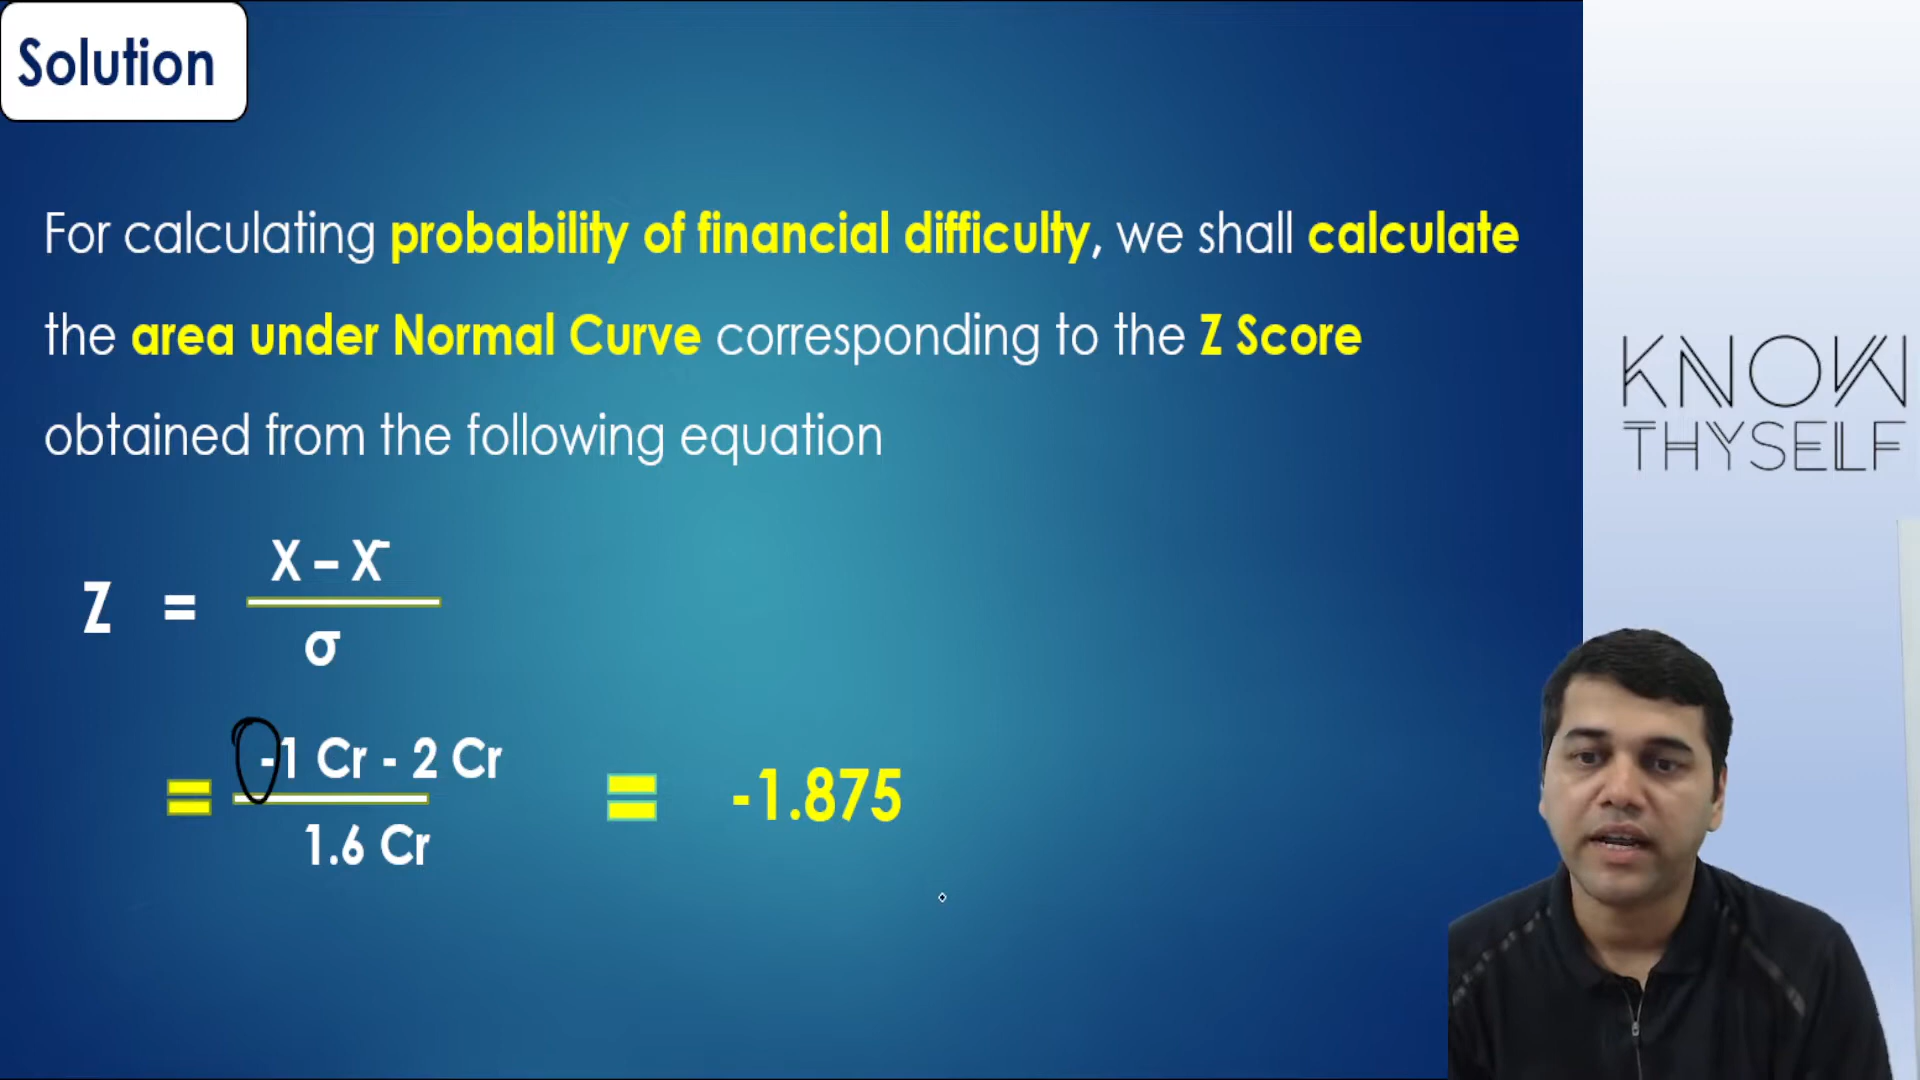 Solution
For calculating probability of financial difficulty, we shall calculate
the area under Normal Curve corresponding to the Z Score
obtained from the following equation
Z = X – X¯
σ
= -1 Cr - 2 Cr = -1.875
1.6 Cr
KNOW
THYSELF